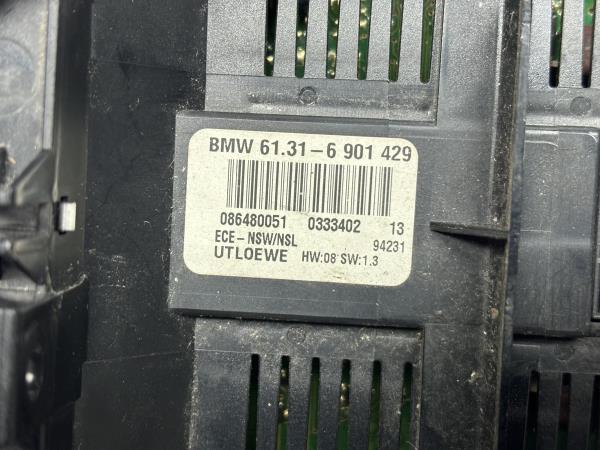 BMW 61.31-6 901 429
086480051 0333402 13
ECE-NSW/NSL 94231
UTLOEWE HW:08 SW:1.3